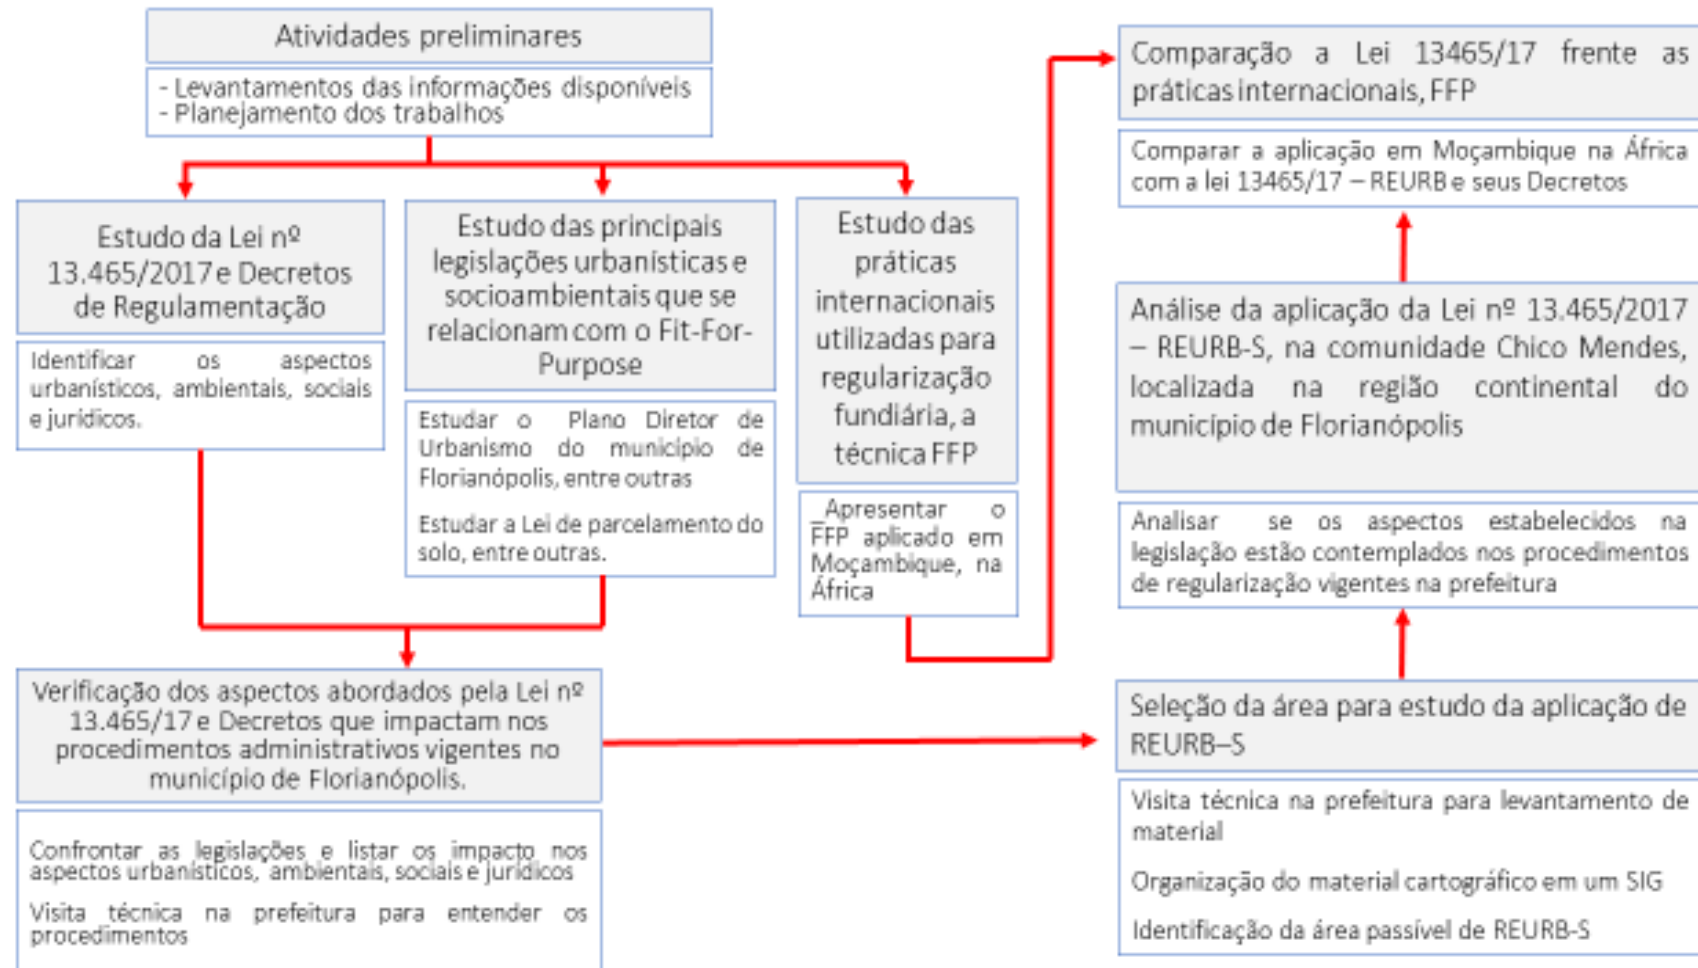 Atividades preliminares
- Levantamentos das informações disponíveis
- Planejamento dos trabalhos
Estudo da Lei nº
13.465/2017 e Decretos
de Regulamentação
Identificar os aspectos
urbanísticos, ambientais, sociais
e jurídicos.
Estudo das principais
legislações urbanísticas e
socioambientais que se
relacionam com o Fit-For-
Purpose
Estudar o Plano Diretor de
Urbanismo do município de
Florianópolis, entre outras
Estudar a Lei de parcelamento do
solo, entre outras.
Estudo das
práticas
internacionais
utilizadas para
regularização
fundiária, a
técnica FFP
_Apresentar o
FFP aplicado em
Moçambique, na
África
Verificação dos aspectos abordados pela Lei nº
13.465/17 e Decretos que impactam nos
procedimentos administrativos vigentes no
município de Florianópolis.
Confrontar as legislações e listar os impacto nos
aspectos urbanísticos, ambientais, sociais e jurídicos
Visita técnica na prefeitura para entender os
procedimentos
Comparação a Lei 13465/17 frente as
práticas internacionais, FFP
Comparar a aplicação em Moçambique na África
com a lei 13465/17 – REURB e seus Decretos
Análise da aplicação da Lei nº 13.465/2017
– REURB-S, na comunidade Chico Mendes,
localizada na região continental do
município de Florianópolis
Analisar se os aspectos estabelecidos na
legislação estão contemplados nos procedimentos
de regularização vigentes na prefeitura
Seleção da área para estudo da aplicação de
REURB–S
Visita técnica na prefeitura para levantamento de
material
Organização do material cartográfico em um SIG
Identificação da área passível de REURB-S